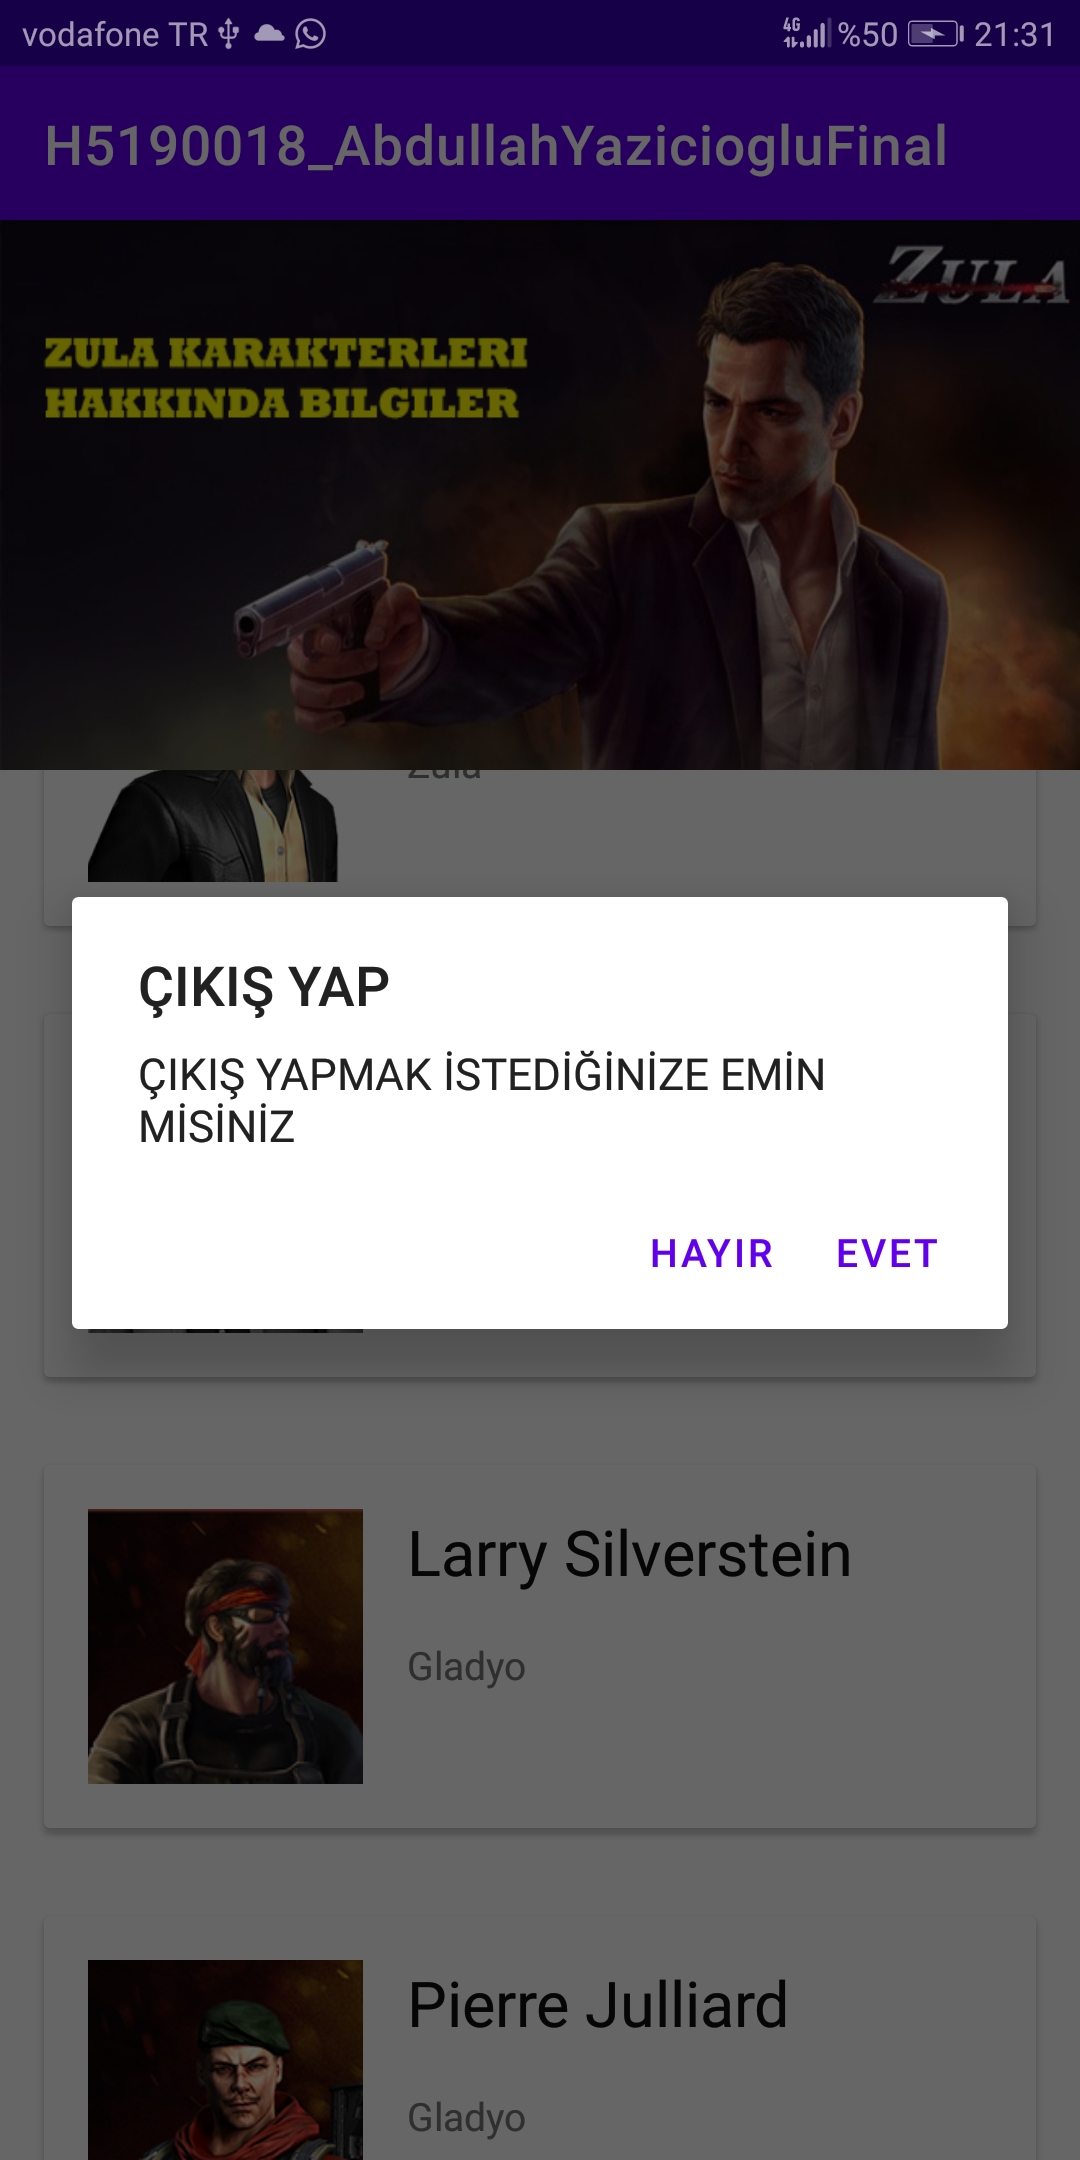 vodafone TR 4G %50 21:31
H5190018_AbdullahYaziciogluFinal
ZULA
ZULA KARAKTERLERI
HAKKINDA BILGILER
Zula
ÇIKIŞ YAP
ÇIKIŞ YAPMAK İSTEDİĞİNİZE EMİN
MİSİNİZ
HAYIR EVET
Larry Silverstein
Gladyo
Pierre Julliard
Gladyo